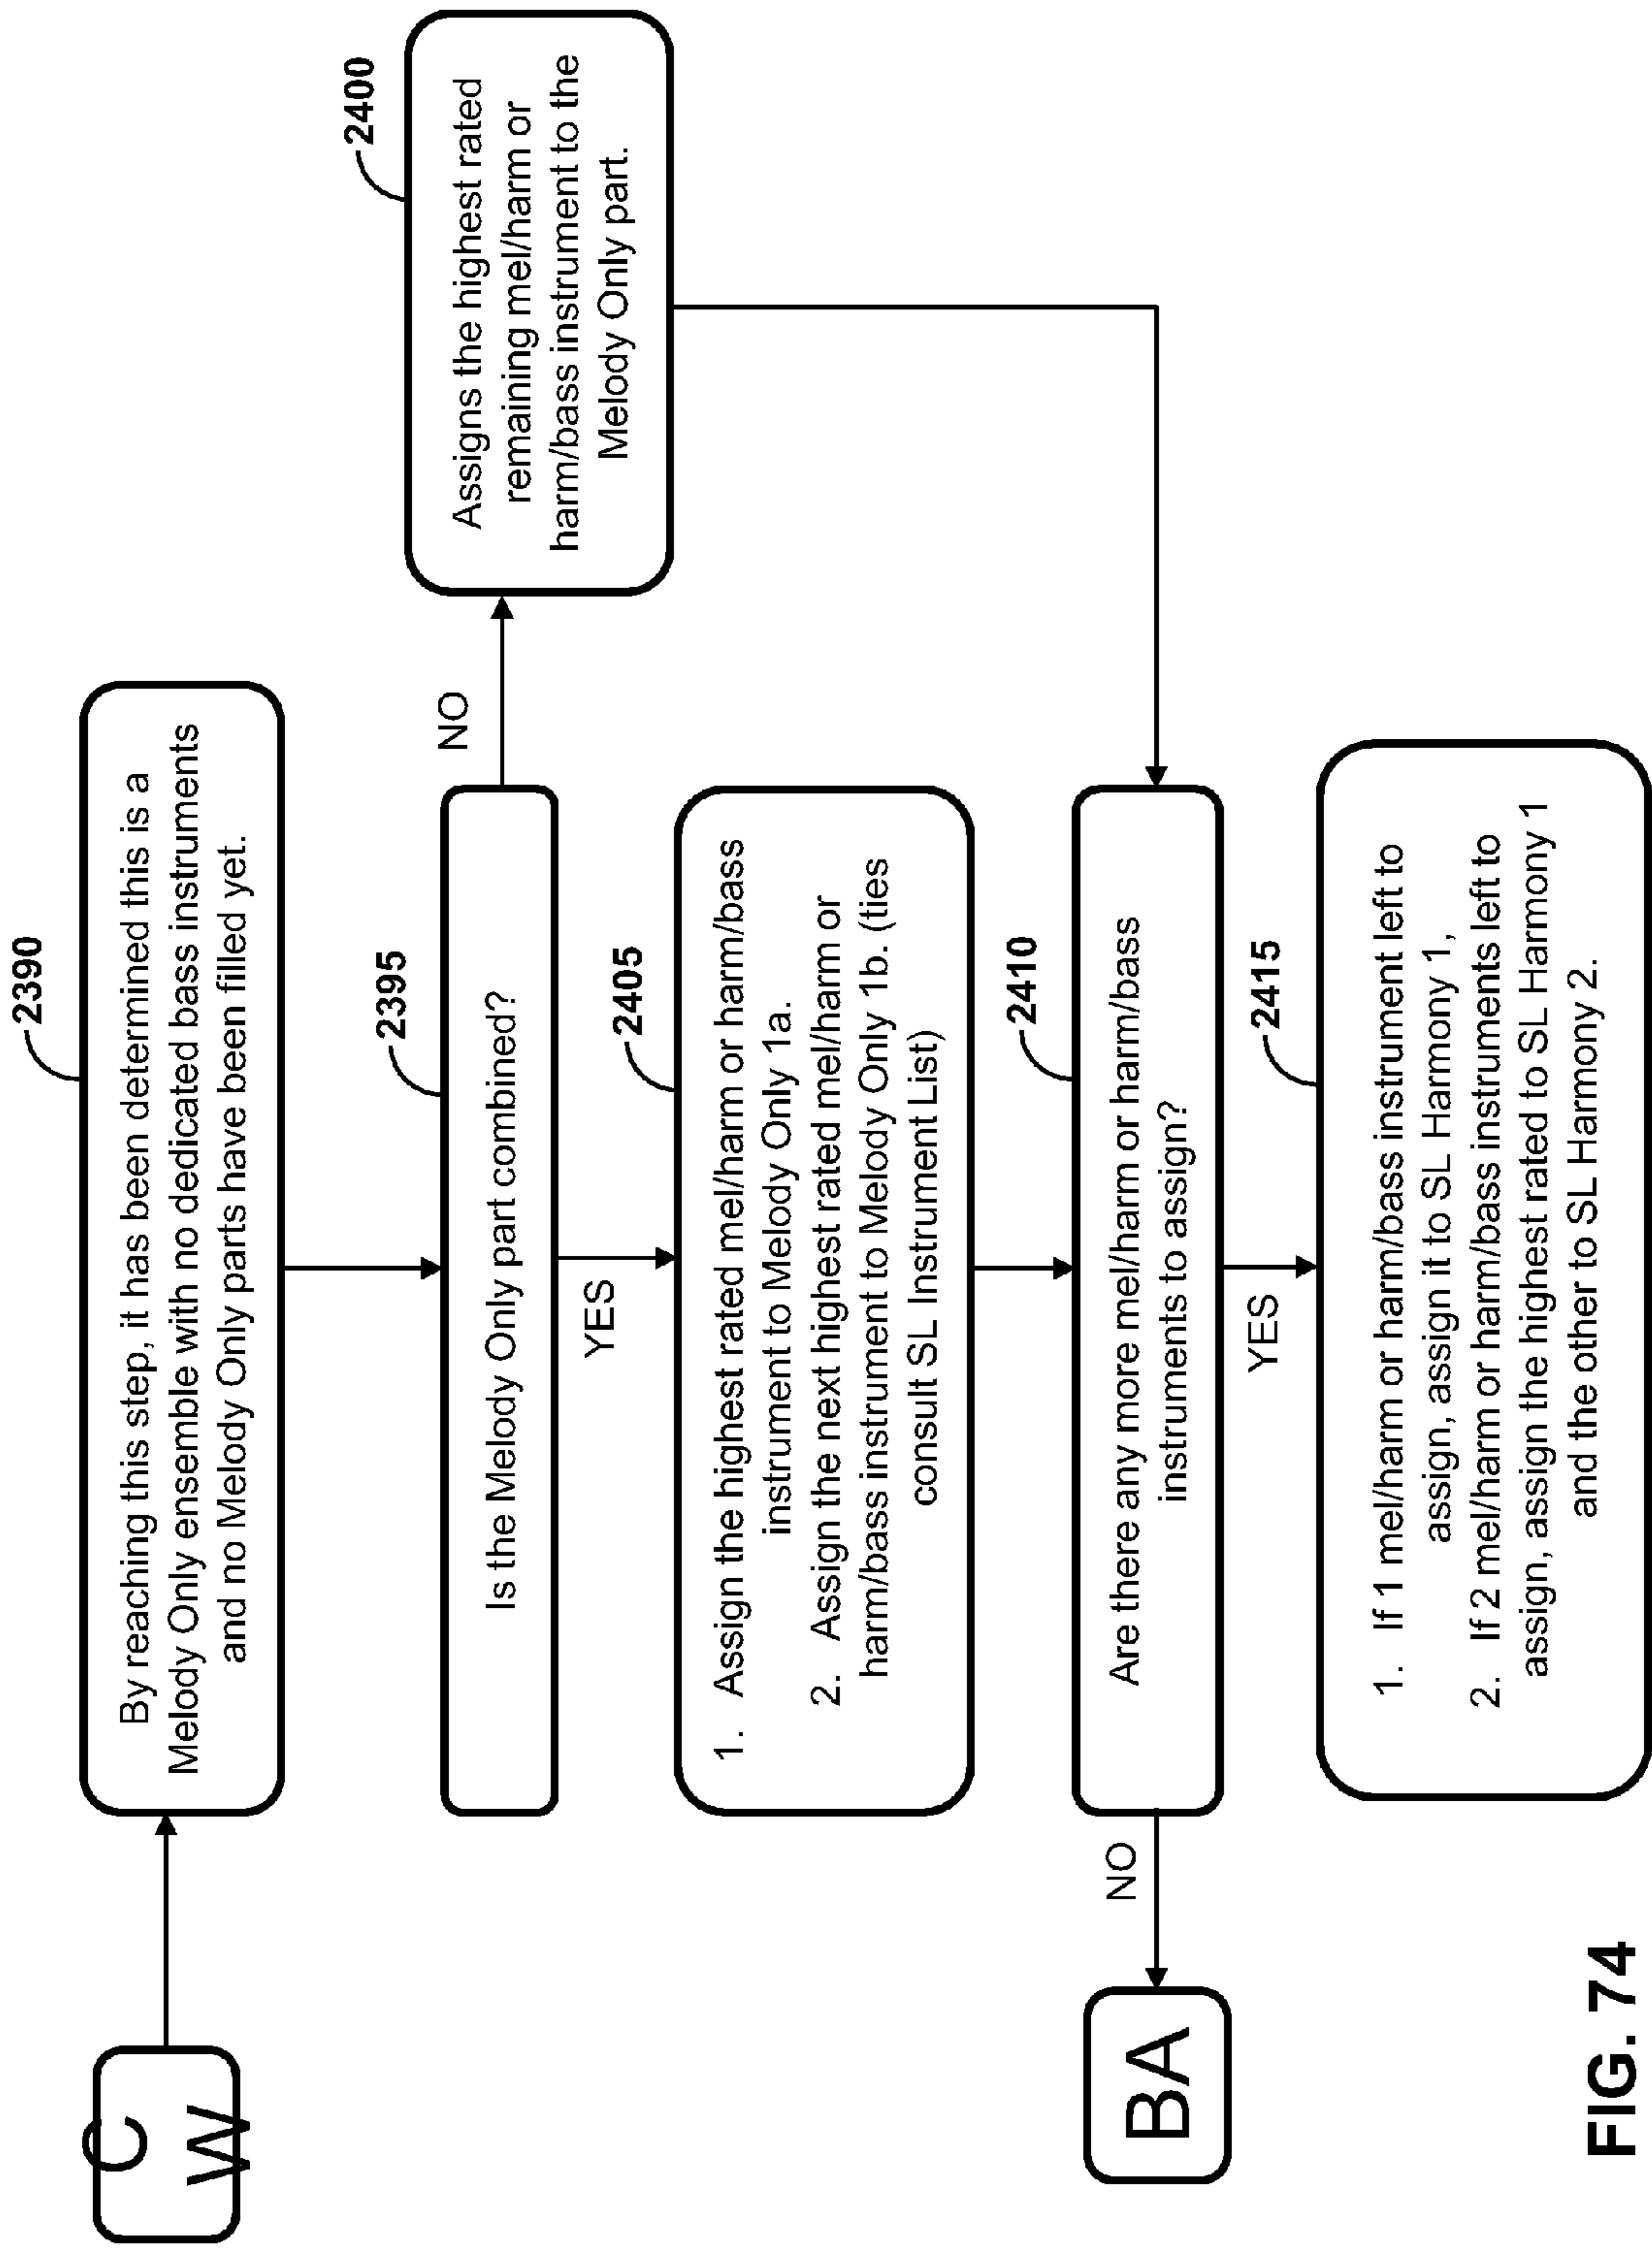 C
W
2390
By reaching this step, it has been determined this is a
Melody Only ensemble with no dedicated bass instruments
and no Melody Only parts have been filled yet.
2395
Is the Melody Only part combined?
NO
2400
Assigns the highest rated
remaining mel/harm or
harm/bass instrument to the
Melody Only part.
YES
2405
1. Assign the highest rated mel/harm or harm/bass
instrument to Melody Only 1a.
2. Assign the next highest rated mel/harm or
harm/bass instrument to Melody Only 1b. (ties
consult SL Instrument List)
2410
Are there any more mel/harm or harm/bass
instruments to assign?
NO
BA
YES
2415
1. If 1 mel/harm or harm/bass instrument left to
assign, assign it to SL Harmony 1,
2. If 2 mel/harm or harm/bass instruments left to
assign, assign the highest rated to SL Harmony 1
and the other to SL Harmony 2.
FIG. 74